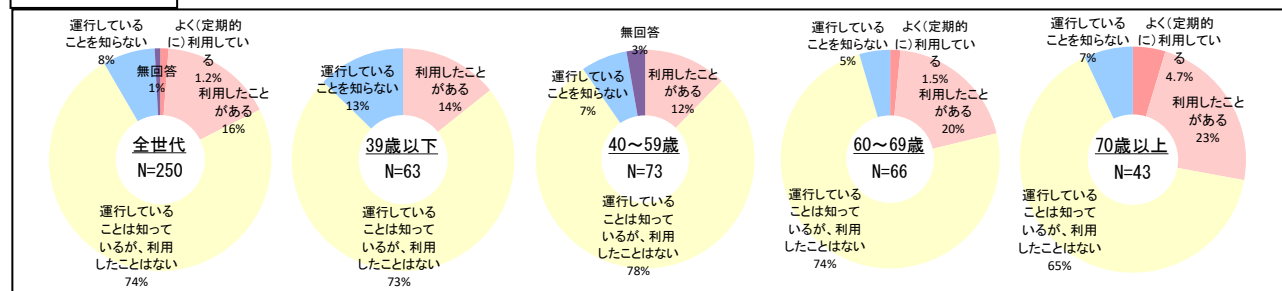 運行している
ことを知らない
8%
無回答
1%
よく(定期的
に)利用してい
る
1.2%
利用したこと
がある
16%
全世代
N=250
運行している
ことは知って
いるが、利用
したことはない
74%
運行している
ことを知らない
13%
利用したこと
がある
14%
39歳以下
N=63
運行している
ことは知って
いるが、利用
したことはない
73%
無回答
3%
運行している
ことを知らない
7%
利用したこと
がある
12%
40~59歳
N=73
運行している
ことは知って
いるが、利用
したことはない
78%
運行している
ことを知らない
5%
よく(定期的
に)利用してい
る
1.5%
利用したこと
がある
20%
60~69歳
N=66
運行している
ことは知って
いるが、利用
したことはない
74%
運行している
ことを知らない
7%
よく(定期的
に)利用してい
る
4.7%
利用したこと
がある
23%
70歳以上
N=43
運行している
ことは知って
いるが、利用
したことはない
65%